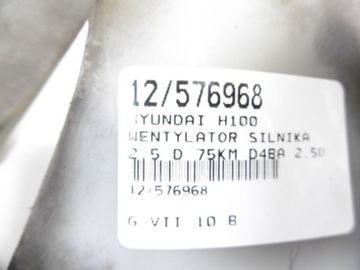 12/576968
HYUNDAI H100
WENTYLATOR SILNIKA
2.5 D 75KM D4BA 2.5D
12/576968
G VII 10 B